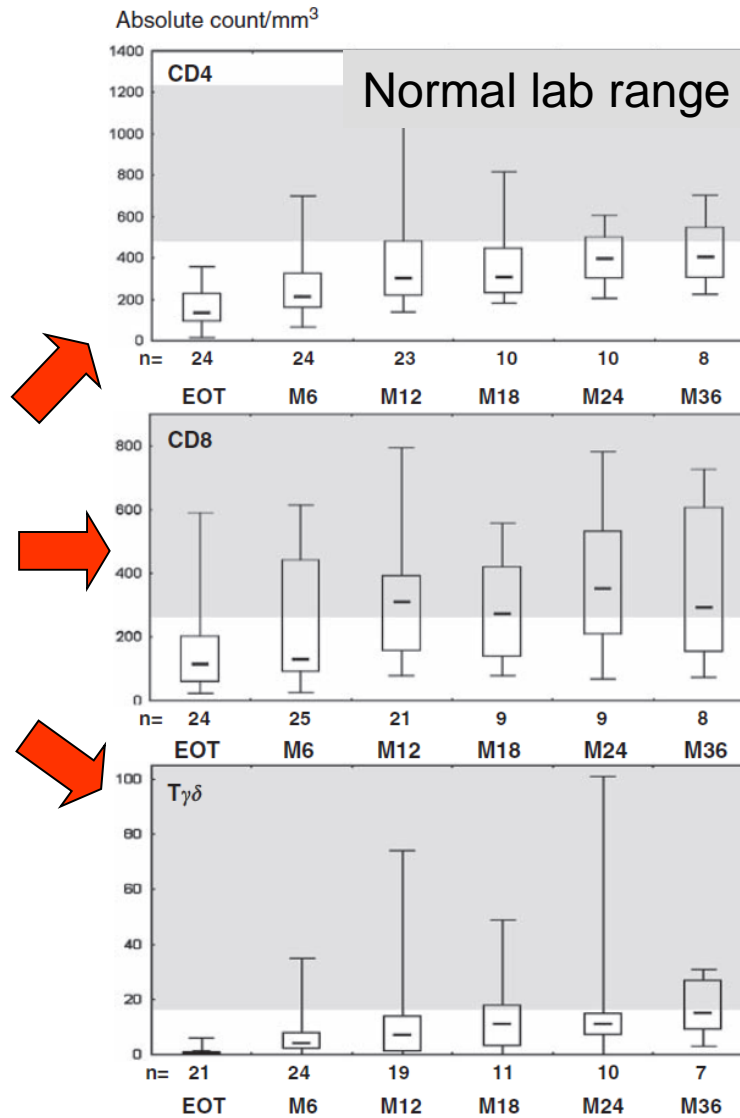 Absolute count/mm³
1400
CD4
Normal lab range
1200
1000
800
600
400
200
0
n= 24 24 23 10 10 8
EOT M6 M12 M18 M24 M36
CD8
800
600
400
200
0
n= 24 25 21 9 9 8
EOT M6 M12 M18 M24 M36
100
Tγδ
80
60
40
20
0
n= 21 24 19 11 10 7
EOT M6 M12 M18 M24 M36